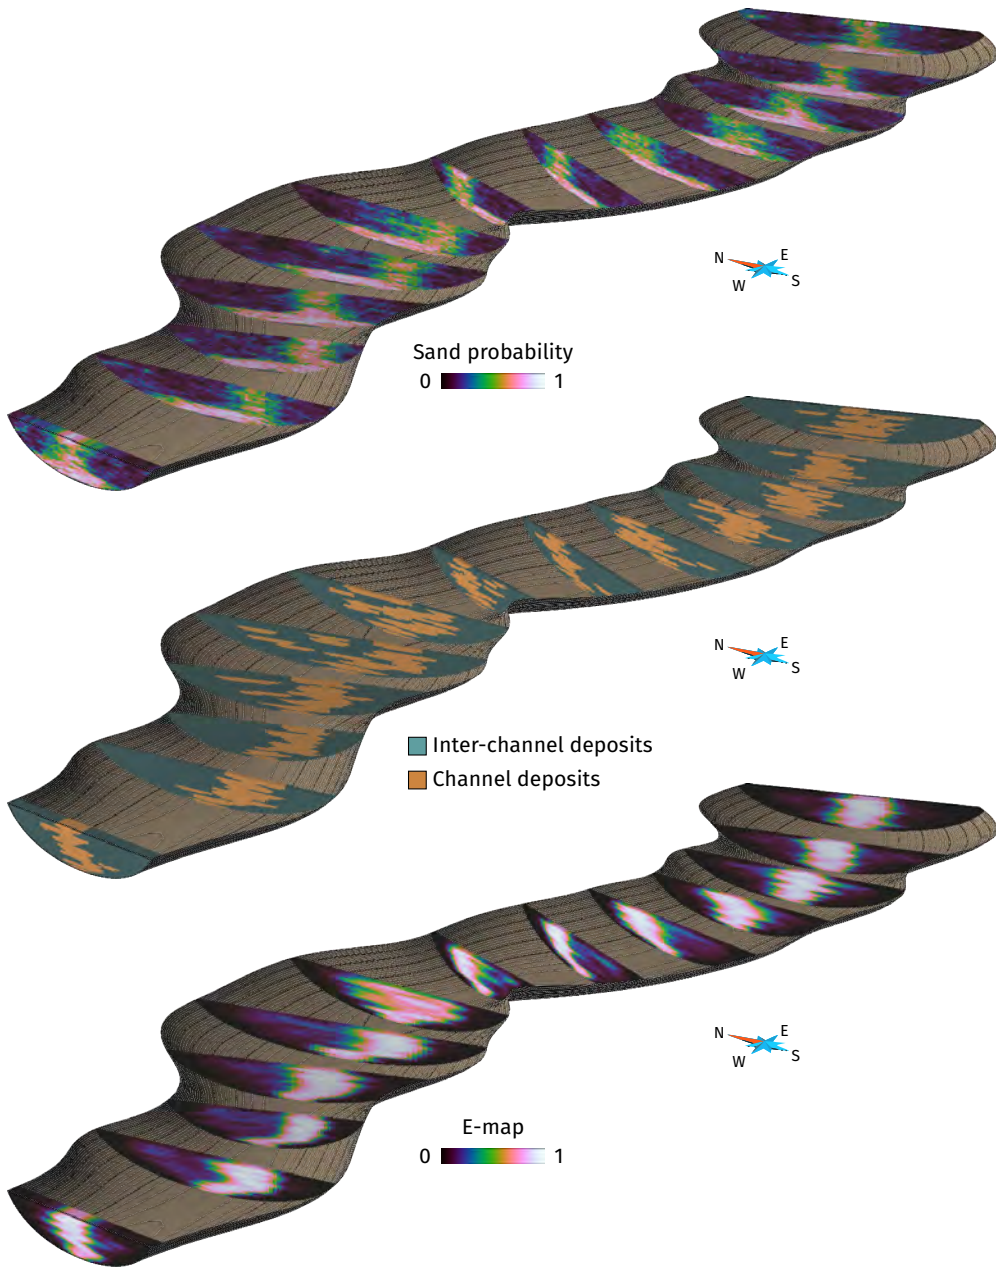 N E
W S
Sand probability
0 1
N E
W S
Inter-channel deposits
Channel deposits
N E
W S
E-map
0 1